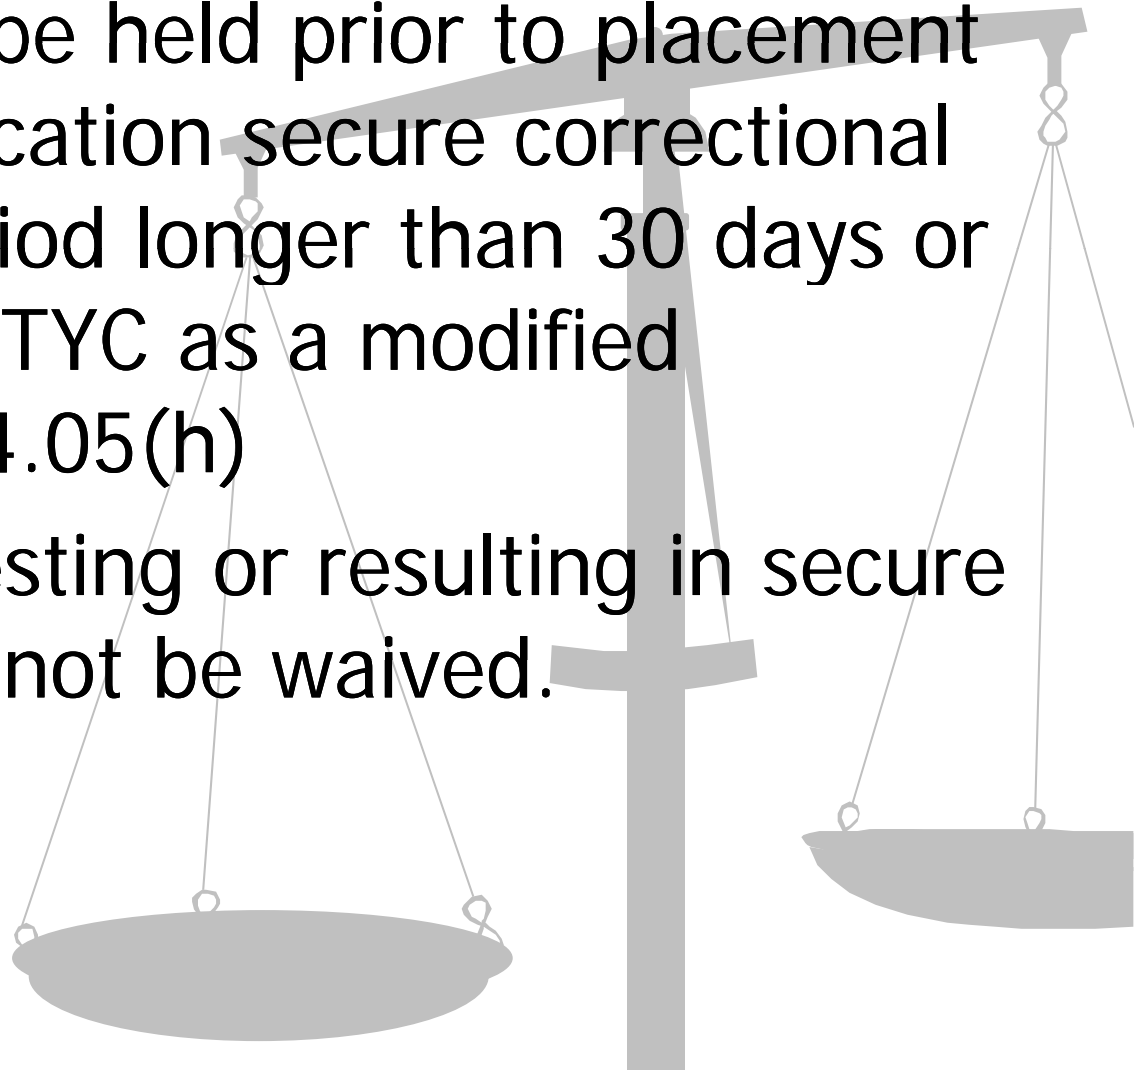 be held prior to placement
cation secure correctional
iod longer than 30 days or
TYC as a modified
4.05(h)
esting or resulting in secure
not be waived.